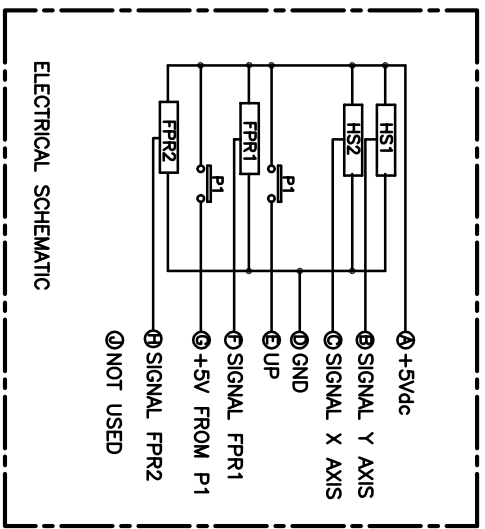 HS1
HS2
P1
FPR1
P1
FPR2
A +5Vdc
B SIGNAL Y AXIS
C SIGNAL X AXIS
D GND
E UP
F SIGNAL FPR1
G +5V FROM P1
H SIGNAL FPR2
J NOT USED
ELECTRICAL SCHEMATIC